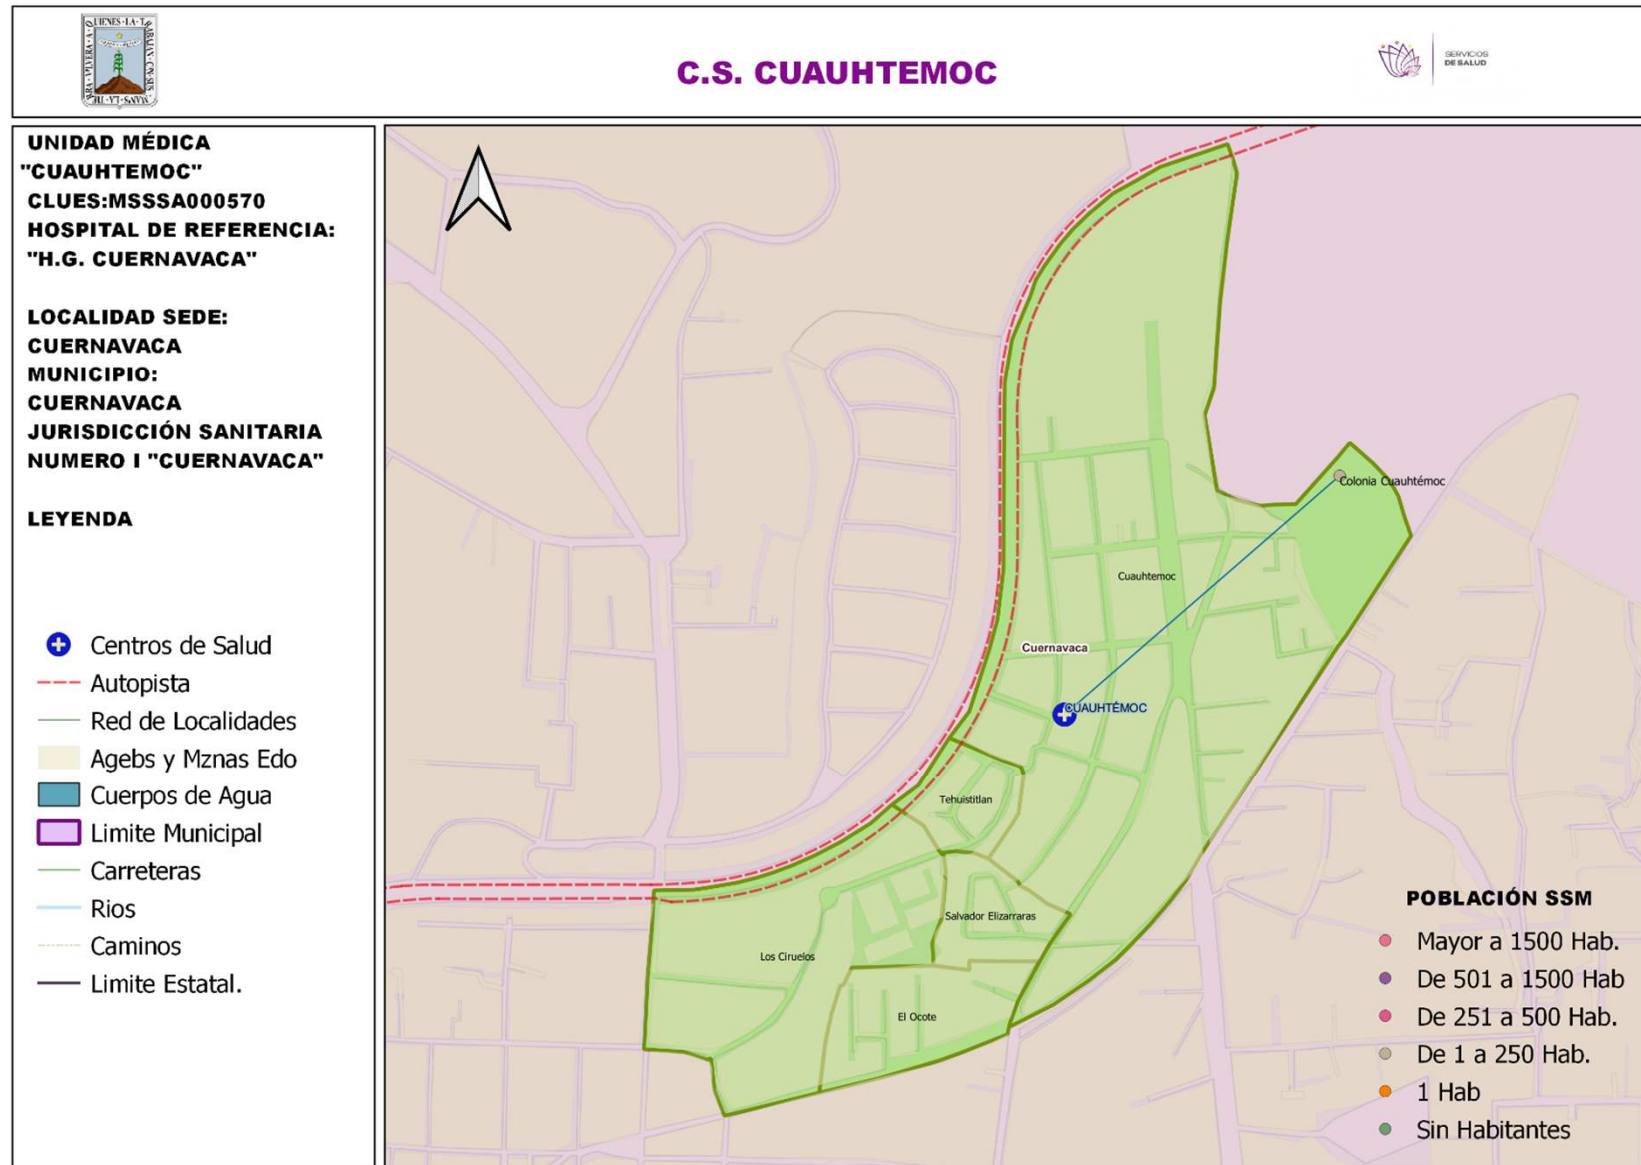 C.S. CUAUHTEMOC
SERVICIOS
DE SALUD
UNIDAD MÉDICA
"CUAUHTEMOC"
CLUES:MSSSA000570
HOSPITAL DE REFERENCIA:
"H.G. CUERNAVACA"
LOCALIDAD SEDE:
CUERNAVACA
MUNICIPIO:
CUERNAVACA
JURISDICCIÓN SANITARIA
NUMERO I "CUERNAVACA"
LEYENDA
Centros de Salud
Autopista
Red de Localidades
Agebs y Mznas Edo
Cuerpos de Agua
Limite Municipal
Carreteras
Rios
Caminos
Limite Estatal.
Colonia Cuauhtémoc
Cuauhtemoc
Cuernavaca
CUAUHTÉMOC
Tehuistitlan
Salvador Elizarraras
Los Ciruelos
El Ocote
POBLACIÓN SSM
Mayor a 1500 Hab.
De 501 a 1500 Hab
De 251 a 500 Hab.
De 1 a 250 Hab.
1 Hab
Sin Habitantes